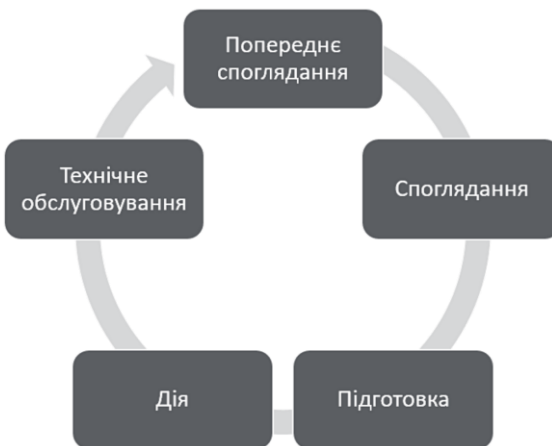 Попереднє
споглядання
Споглядання
Підготовка
Дія
Технічне
обслуговування